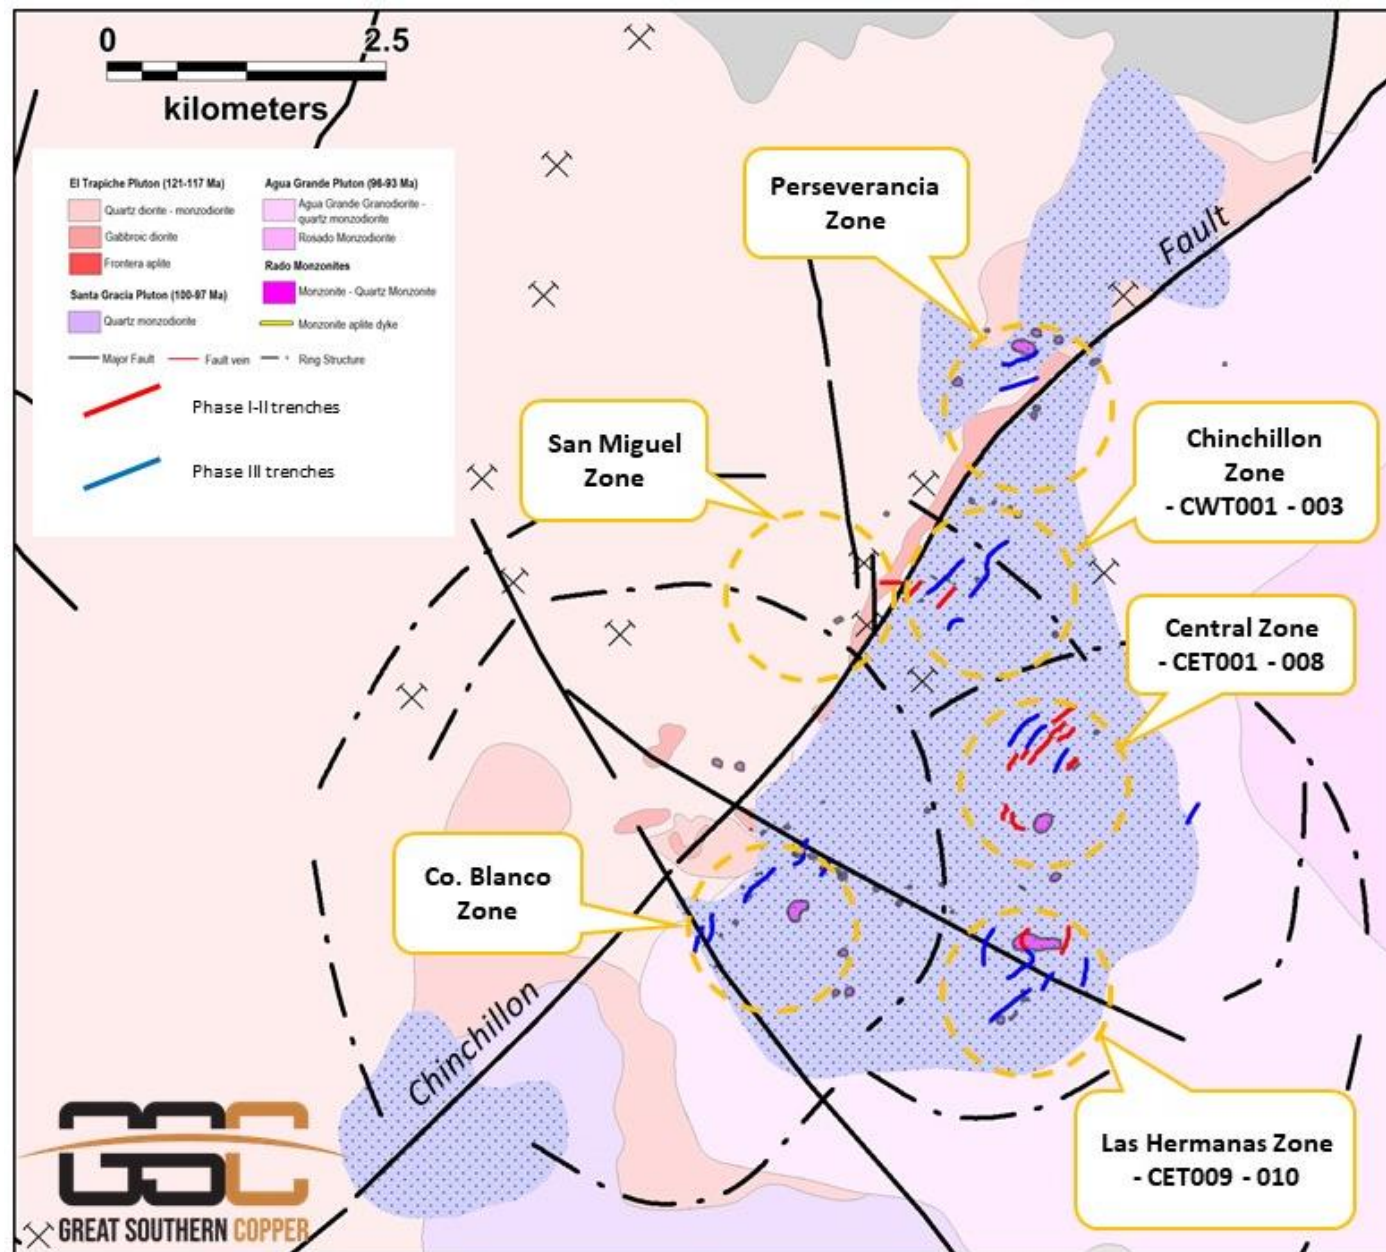 0 2.5
kilometers
El Trapiche Pluton (121-117 Ma)
Quartz diorite - monzodiorite
Gabbroic diorite
Frontera aplite
Santa Gracia Pluton (100-97 Ma)
Quartz monzodiorite
Agua Grande Pluton (96-93 Ma)
Agua Grande Granodiorite -
quartz monzodiorite
Rosado Monzodiorite
Rado Monzonites
Monzonite - Quartz Monzonite
Monzonite aplite dyke
Major Fault
Fault vein
Ring Structure
Phase I-II trenches
Phase III trenches
Perseverancia
Zone
Fault
San Miguel
Zone
Chinchillon
Zone
- CWT001 - 003
Central Zone
- CET001 - 008
Co. Blanco
Zone
Chinchillon
Las Hermanas Zone
- CET009 - 010
GSC
GREAT SOUTHERN COPPER